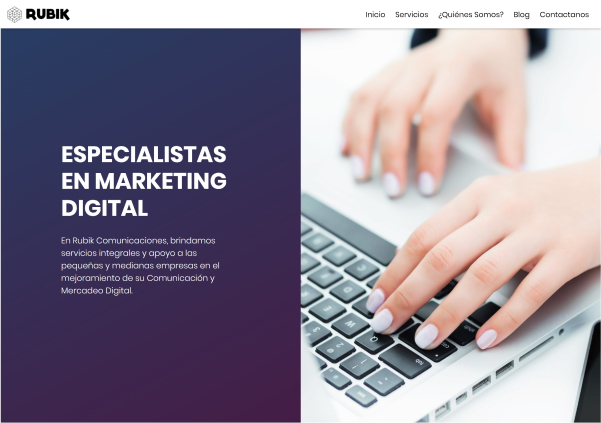 RUBIK
Inicio Servicios ¿Quiénes Somos? Blog Contactanos
ESPECIALISTAS
EN MARKETING
DIGITAL
En Rubik Comunicaciones, brindamos
servicios integrales y apoyo a las
pequeñas y medianas empresas en el
mejoramiento de su Comunicación y
Mercadeo Digital.